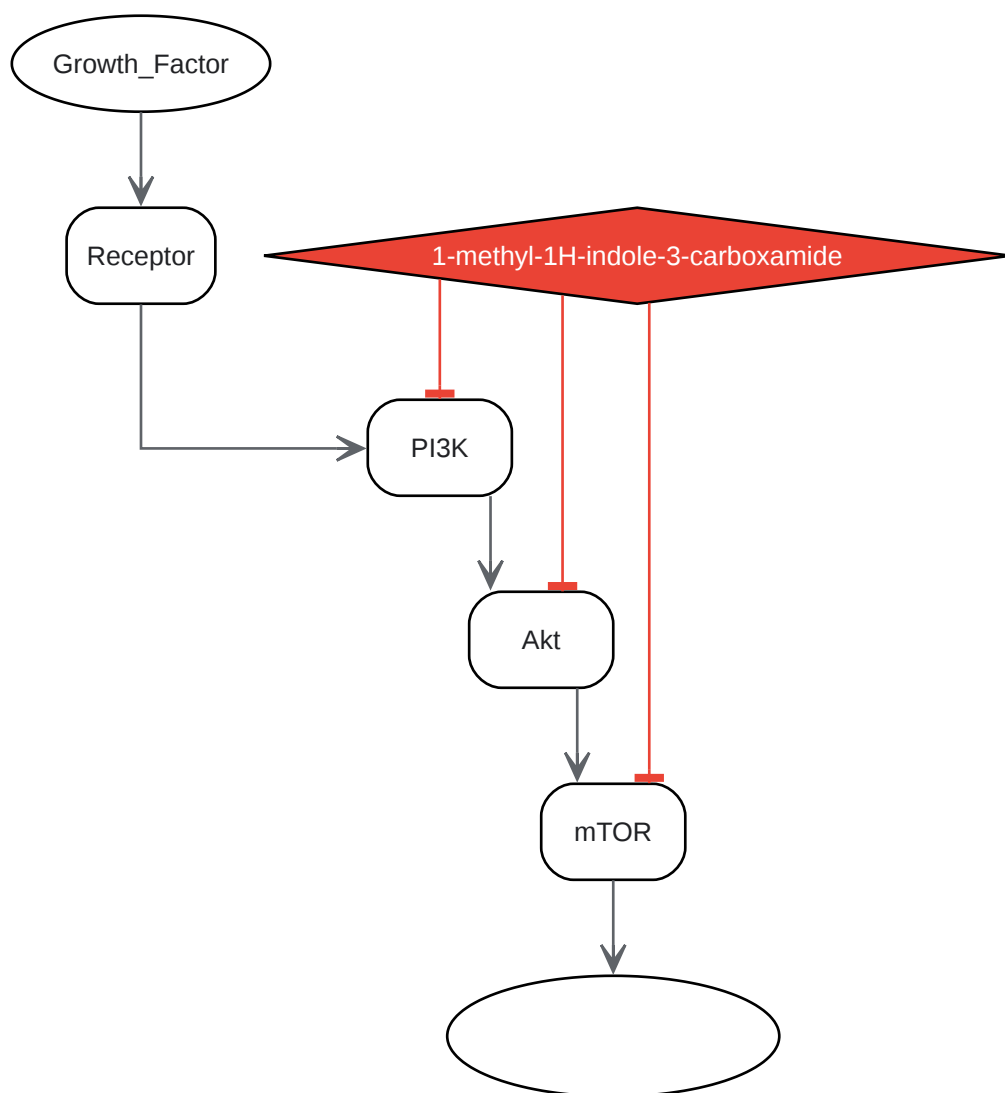 Growth_Factor
Receptor
1-methyl-1H-indole-3-carboxamide
PI3K
Akt
mTOR